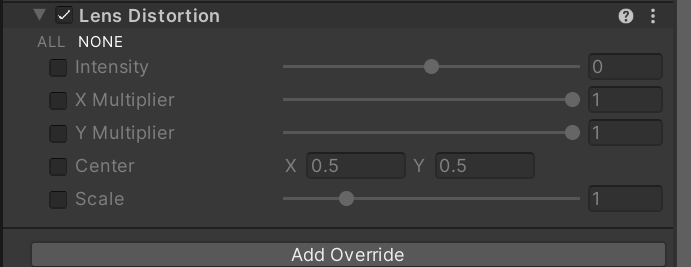 Lens Distortion
ALL NONE
Intensity 0
X Multiplier 1
Y Multiplier 1
Center X 0.5 Y 0.5
Scale 1
Add Override